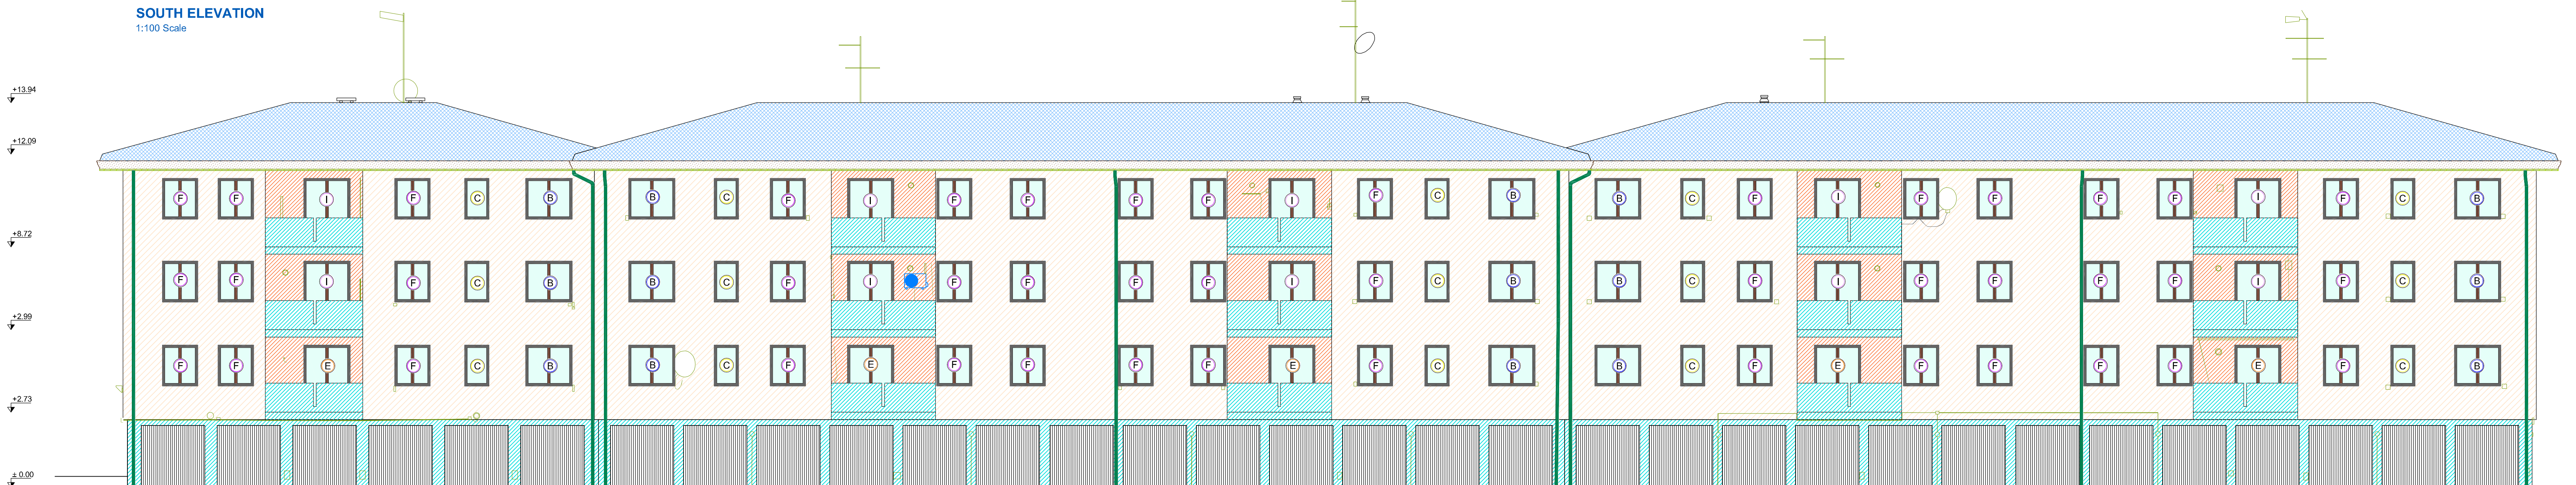 SOUTH ELEVATION
1:100 Scale
+13.94
+12.09
F F I F C B B C F I F F F F I F C B B C F I F F F F I F C B
+8.72
F F I F C B B C F I F F F F I F C B B C F I F F F F I F C B
+2.99
F F E F C B B C F E F F F F E F C B B C F E F F F F E F C B
+2.73
± 0.00